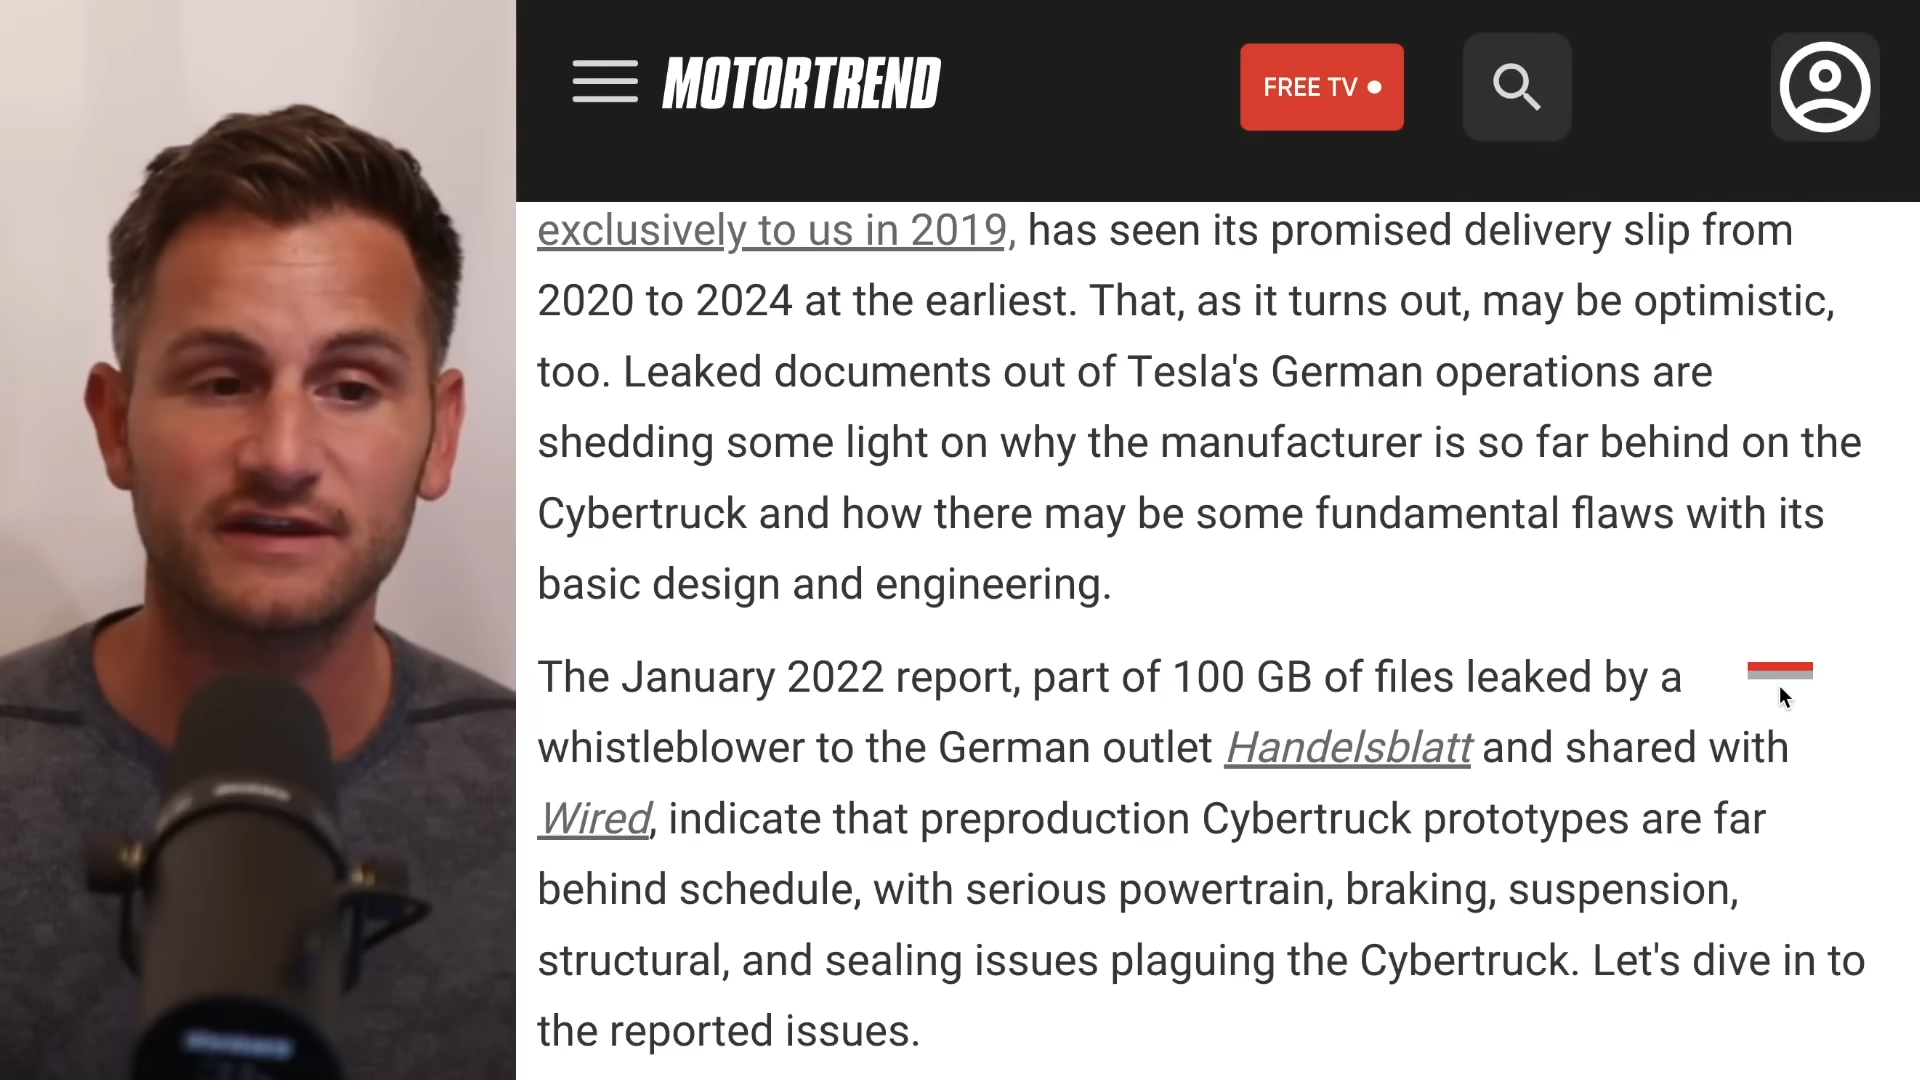 MOTORTREND
FREE TV
exclusively to us in 2019, has seen its promised delivery slip from
2020 to 2024 at the earliest. That, as it turns out, may be optimistic,
too. Leaked documents out of Tesla's German operations are
shedding some light on why the manufacturer is so far behind on the
Cybertruck and how there may be some fundamental flaws with its
basic design and engineering.
The January 2022 report, part of 100 GB of files leaked by a
whistleblower to the German outlet Handelsblatt and shared with
Wired, indicate that preproduction Cybertruck prototypes are far
behind schedule, with serious powertrain, braking, suspension,
structural, and sealing issues plaguing the Cybertruck. Let's dive in to
the reported issues.